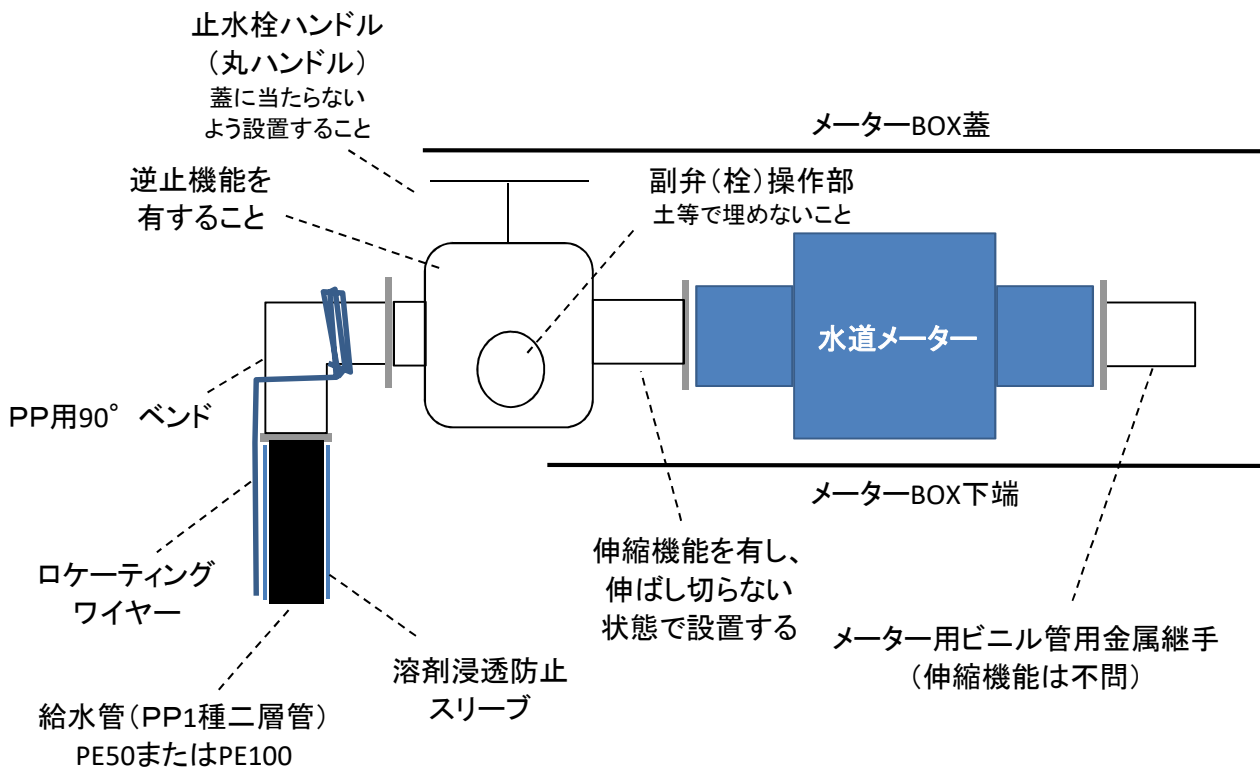 止水栓ハンドル
（丸ハンドル）
蓋に当たらない
よう設置すること
メーターBOX蓋
逆止機能を
有すること
副弁（栓）操作部
土等で埋めないこと
水道メーター
PP用90°ベンド
メーターBOX下端
ロケーティング
ワイヤー
伸縮機能を有し、
伸ばし切らない
状態で設置する
メーター用ビニル管用金属継手
（伸縮機能は不問）
溶剤浸透防止
スリーブ
給水管（PP1種二層管）
PE50またはPE100